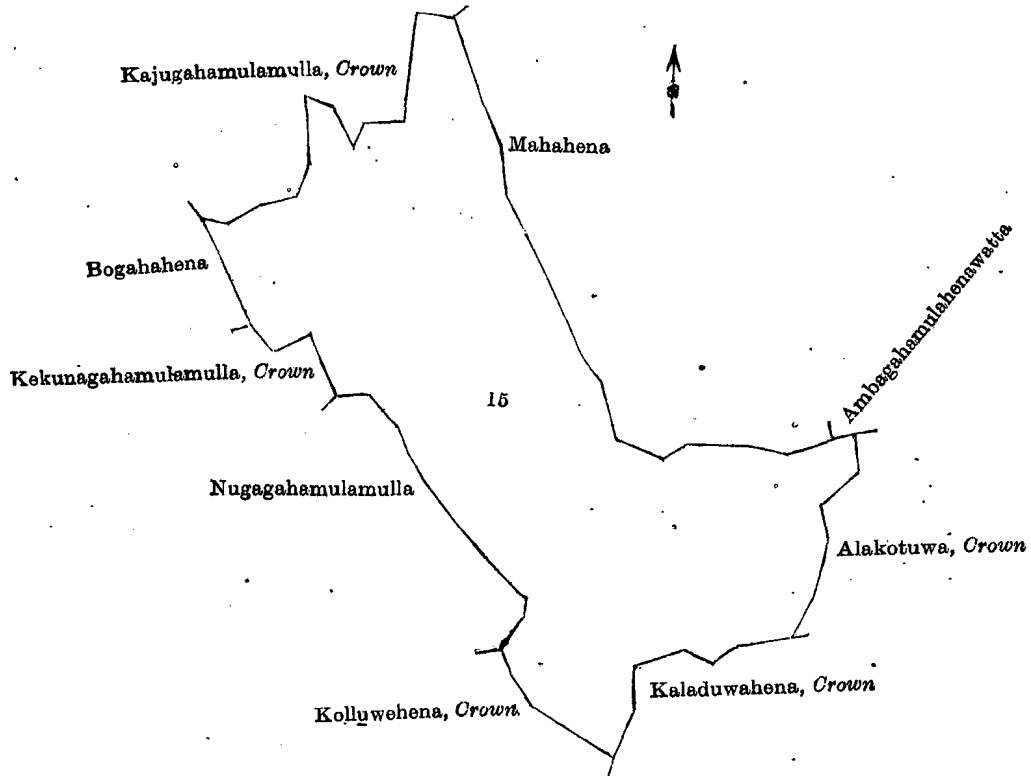 Kajugahamulamulla, Crown
Mahahena
Bogahahena
Ambagahamulahenawatta
Kekunagahamulamulla, Crown
15
Nugagahamulamulla
Alakotuwa, Crown
Kaladuwahena, Crown
Kolluwehena, Crown